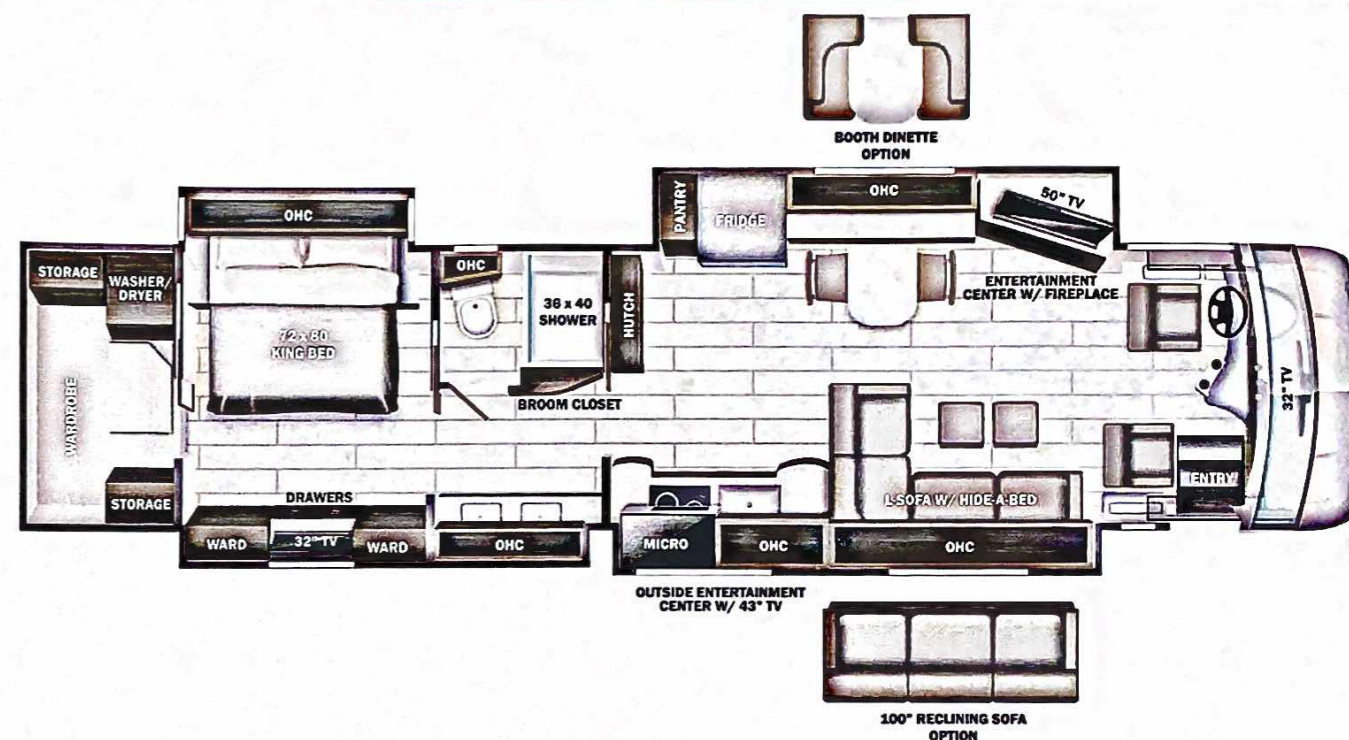 BOOTH DINETTE
OPTION
PANTRY
FRIDGE
OHC
50" TV
ENTERTAINMENT
CENTER W/ FIREPLACE
OHC
STORAGE
WASHER/
DRYER
72 x 80
KING BED
OHC
36 x 40
SHOWER
HUTCH
BROOM CLOSET
32" TV
WARDROBE
STORAGE
DRAWERS
WARD
32" TV
WARD
OHC
MICRO
OHC
L-SOFA W/ HIDE-A-BED
OHC
ENTRY
OUTSIDE ENTERTAINMENT
CENTER W/ 43" TV
100" RECLINING SOFA
OPTION